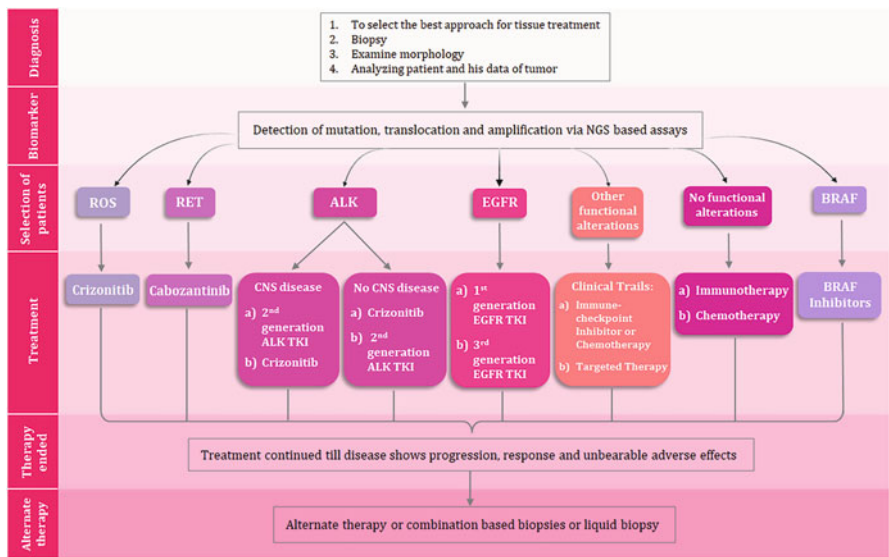 Diagnosis
1. To select the best approach for tissue treatment
2. Biopsy
3. Examine morphology
4. Analyzing patient and his data of tumor
Biomarker
Detection of mutation, translocation and amplification via NGS based assays
Selection of
patients
ROS
RET
ALK
EGFR
Other
functional
alterations
No functional
alterations
BRAF
Treatment
Crizonitib
Cabozantinib
CNS disease
a) 2nd
generation
ALK TKI
b) Crizonitib
No CNS disease
a) Crizonitib
b) 2nd
generation
ALK TKI
a) 1st
generation
EGFR TKI
b) 3rd
generation
EGFR TKI
Clinical Trails:
a) Immune-
checkpoint
Inhibitor or
Chemotherapy
b) Targeted Therapy
a) Immunotherapy
b) Chemotherapy
BRAF
Inhibitors
Therapy
ended
Treatment continued till disease shows progression, response and unbearable adverse effects
Alternate
therapy
Alternate therapy or combination based biopsies or liquid biopsy